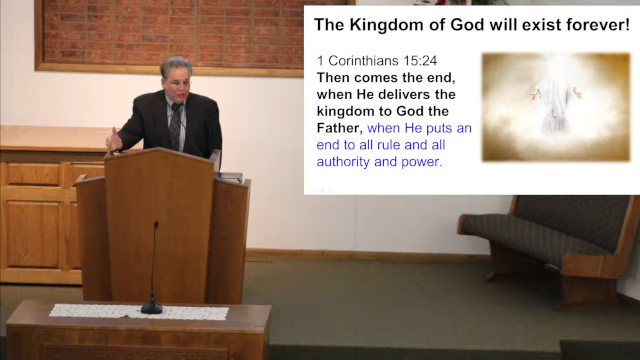 The Kingdom of God will exist forever!
1 Corinthians 15:24
Then comes the end,
when He delivers the
kingdom to God the
Father, when He puts an
end to all rule and all
authority and power.